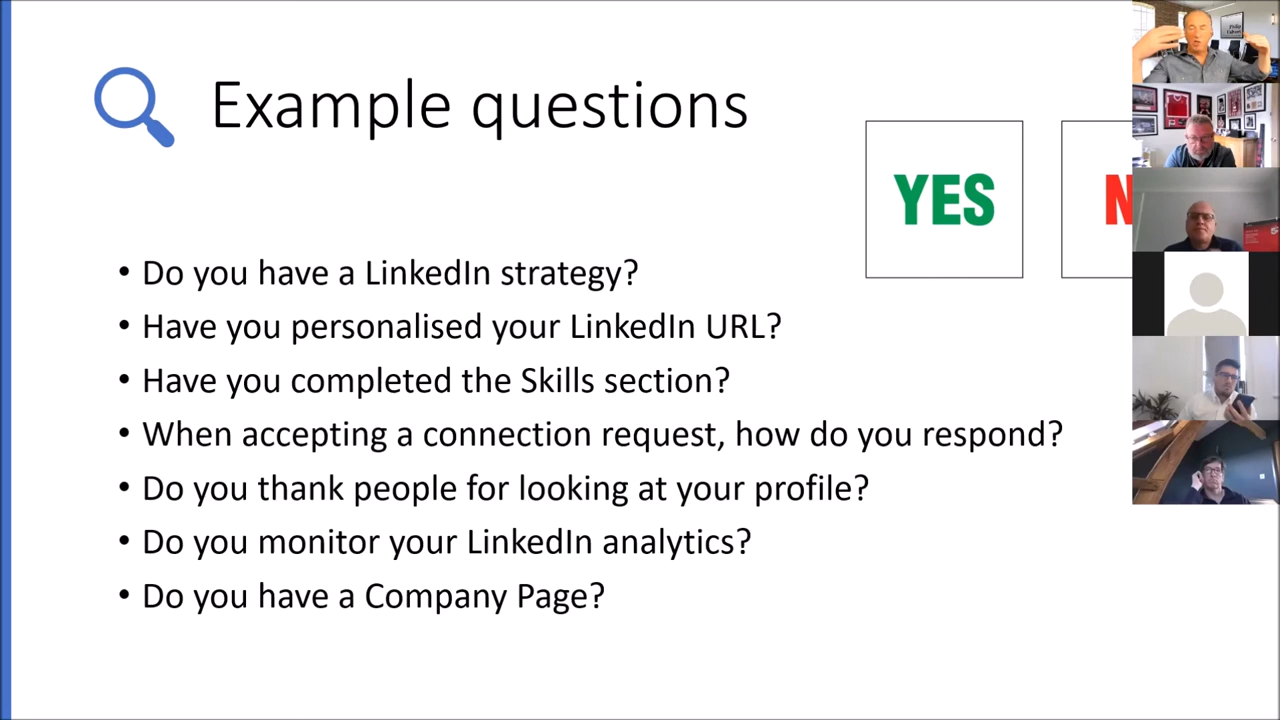 Example questions
YES
N
• Do you have a LinkedIn strategy?
• Have you personalised your LinkedIn URL?
• Have you completed the Skills section?
• When accepting a connection request, how do you respond?
• Do you thank people for looking at your profile?
• Do you monitor your LinkedIn analytics?
• Do you have a Company Page?